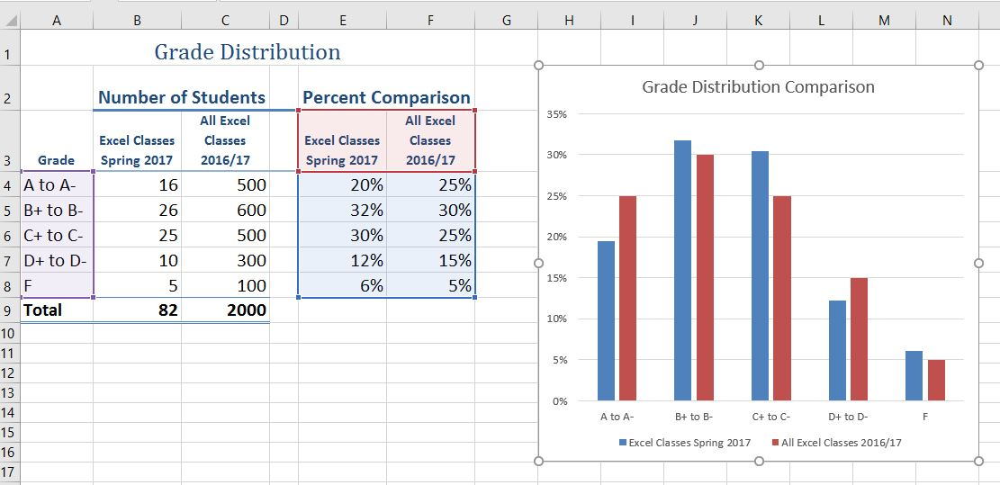 A B C D E F G H I J K L M N
1 Grade Distribution
2 Number of Students Percent Comparison
3 Grade Excel Classes Spring 2017 All Excel Classes 2016/17 Excel Classes Spring 2017 All Excel Classes 2016/17
4 A to A- 16 500 20% 25%
5 B+ to B- 26 600 32% 30%
6 C+ to C- 25 500 30% 25%
7 D+ to D- 10 300 12% 15%
8 F 5 100 6% 5%
9 Total 82 2000
10
11
12
13
14
15
16
17
Grade Distribution Comparison
35%
30%
25%
20%
15%
10%
5%
0%
A to A- B+ to B- C+ to C- D+ to D- F
Excel Classes Spring 2017 All Excel Classes 2016/17